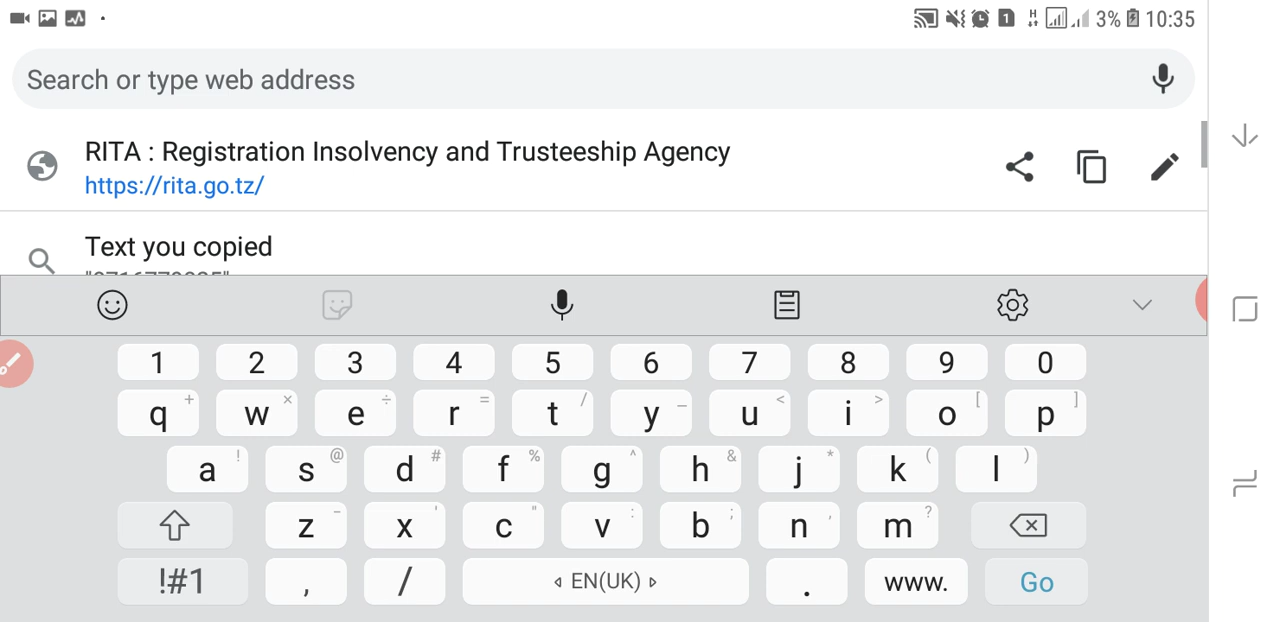 1 H 3% 10:35
Search or type web address
RITA : Registration Insolvency and Trusteeship Agency
https://rita.go.tz/
Text you copied
1 2 3 4 5 6 7 8 9 0
q + w × e ÷ r = t / y _ u < i > o [ p ]
a ! s @ d # f % g ^ h & j * k ( l )
z - x ' c " v : b ; n , m ?
!#1 , / EN(UK) . www. Go